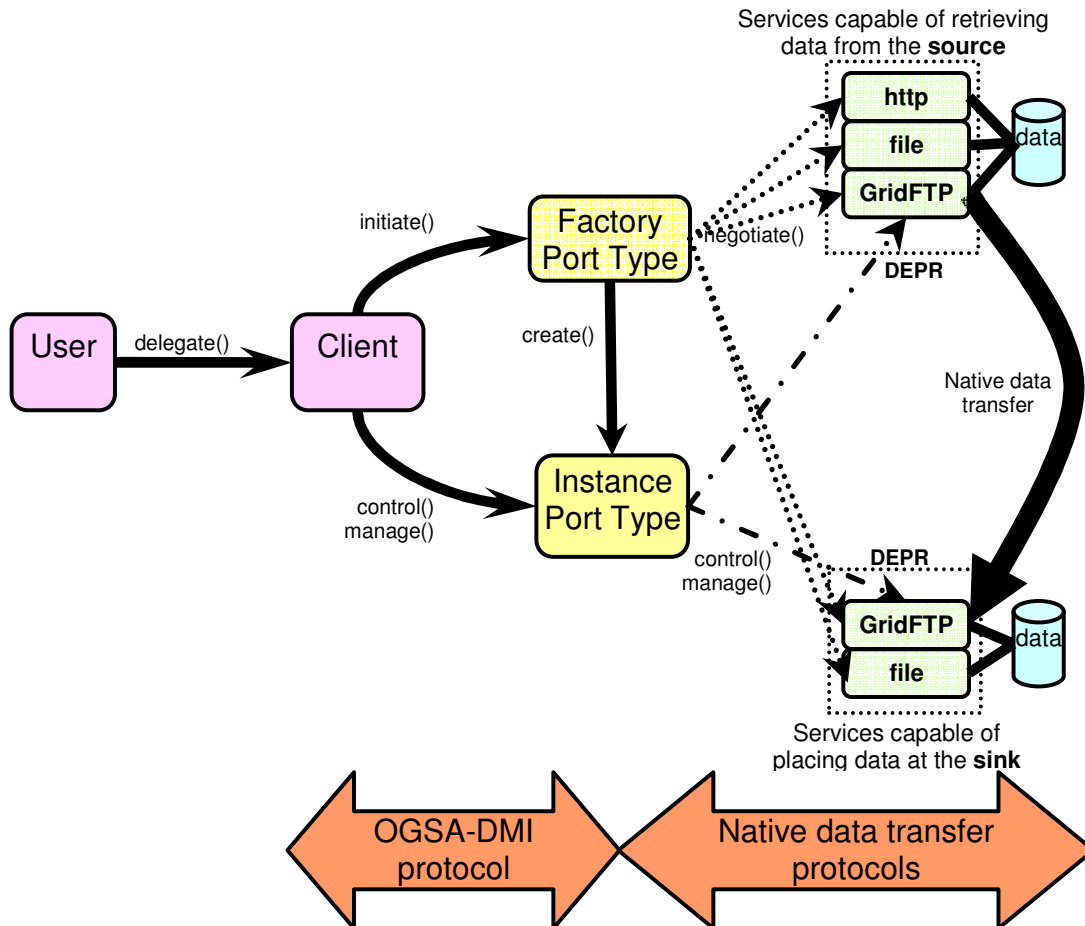 Services capable of retrieving
data from the source
http
file
GridFTP
data
DEPR
initiate()
Factory
Port Type
negotiate()
User
delegate()
Client
create()
Native data
transfer
control()
manage()
Instance
Port Type
control()
manage()
DEPR
GridFTP
file
data
Services capable of
placing data at the sink
OGSA-DMI
protocol
Native data transfer
protocols